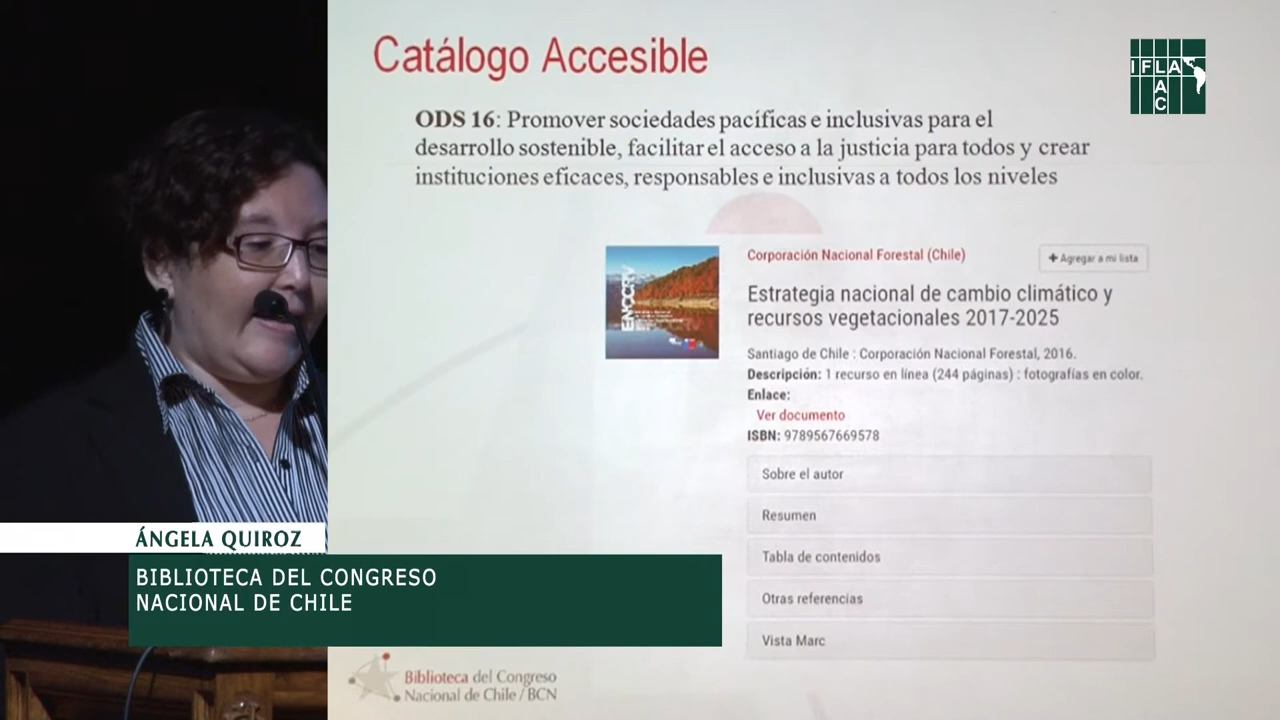 Catálogo Accesible
IFLA
LAC
ODS 16: Promover sociedades pacíficas e inclusivas para el
desarrollo sostenible, facilitar el acceso a la justicia para todos y crear
instituciones eficaces, responsables e inclusivas a todos los niveles
ENCCRV
Corporación Nacional Forestal (Chile)
+ Agregar a mi lista
Estrategia nacional de cambio climático y
recursos vegetacionales 2017-2025
Santiago de Chile : Corporación Nacional Forestal, 2016.
Descripción: 1 recurso en línea (244 páginas) : fotografías en color.
Enlace:
Ver documento
ISBN: 9789567669578
Sobre el autor
Resumen
Tabla de contenidos
Otras referencias
Vista Marc
ÁNGELA QUIROZ
BIBLIOTECA DEL CONGRESO
NACIONAL DE CHILE
Biblioteca del Congreso
Nacional de Chile / BCN